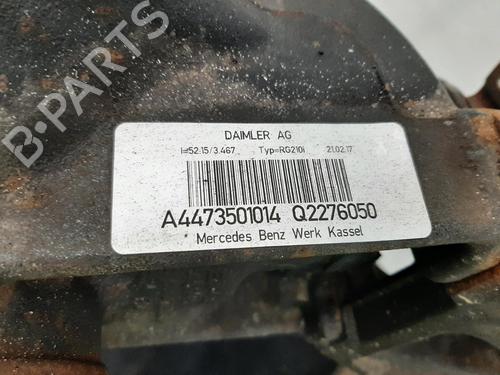 B-PARTS
DAIMLER AG
i=52:15/3.467 Typ=RG210i 21.02.17
A4473501014 Q2276050
* Mercedes Benz Werk Kassel